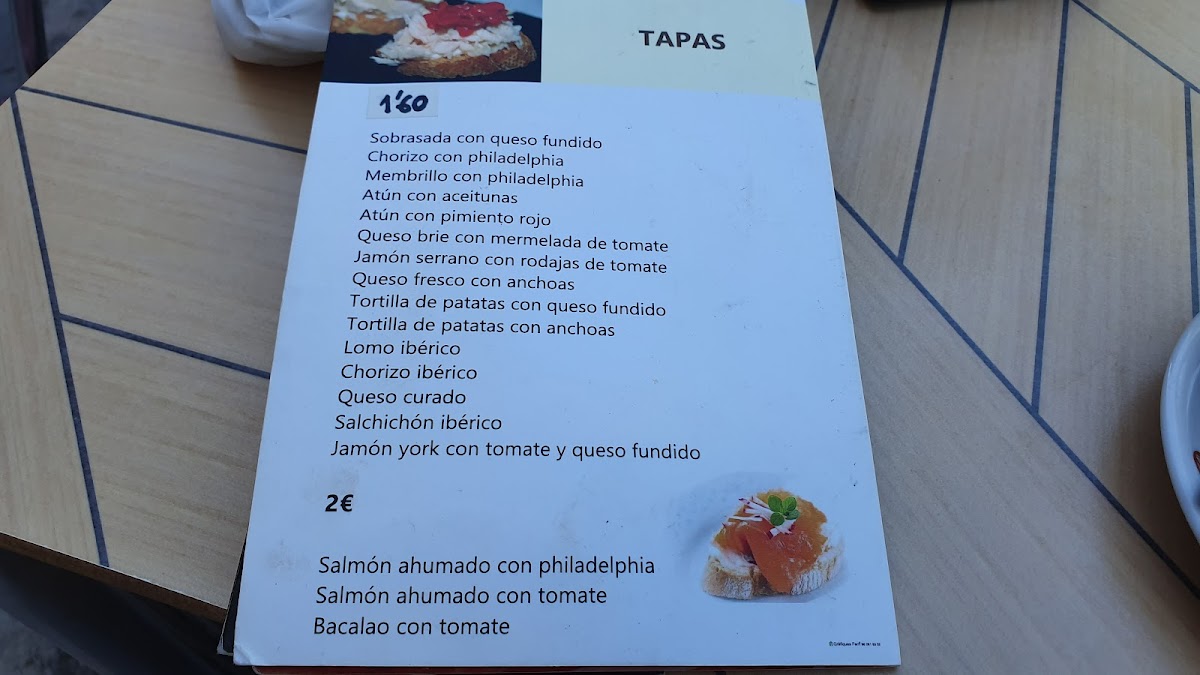 TAPAS
1'60
Sobrasada con queso fundido
Chorizo con philadelphia
Membrillo con philadelphia
Atún con aceitunas
Atún con pimiento rojo
Queso brie con mermelada de tomate
Jamón serrano con rodajas de tomate
Queso fresco con anchoas
Tortilla de patatas con queso fundido
Tortilla de patatas con anchoas
Lomo ibérico
Chorizo ibérico
Queso curado
Salchichón ibérico
Jamón york con tomate y queso fundido
2€
Salmón ahumado con philadelphia
Salmón ahumado con tomate
Bacalao con tomate